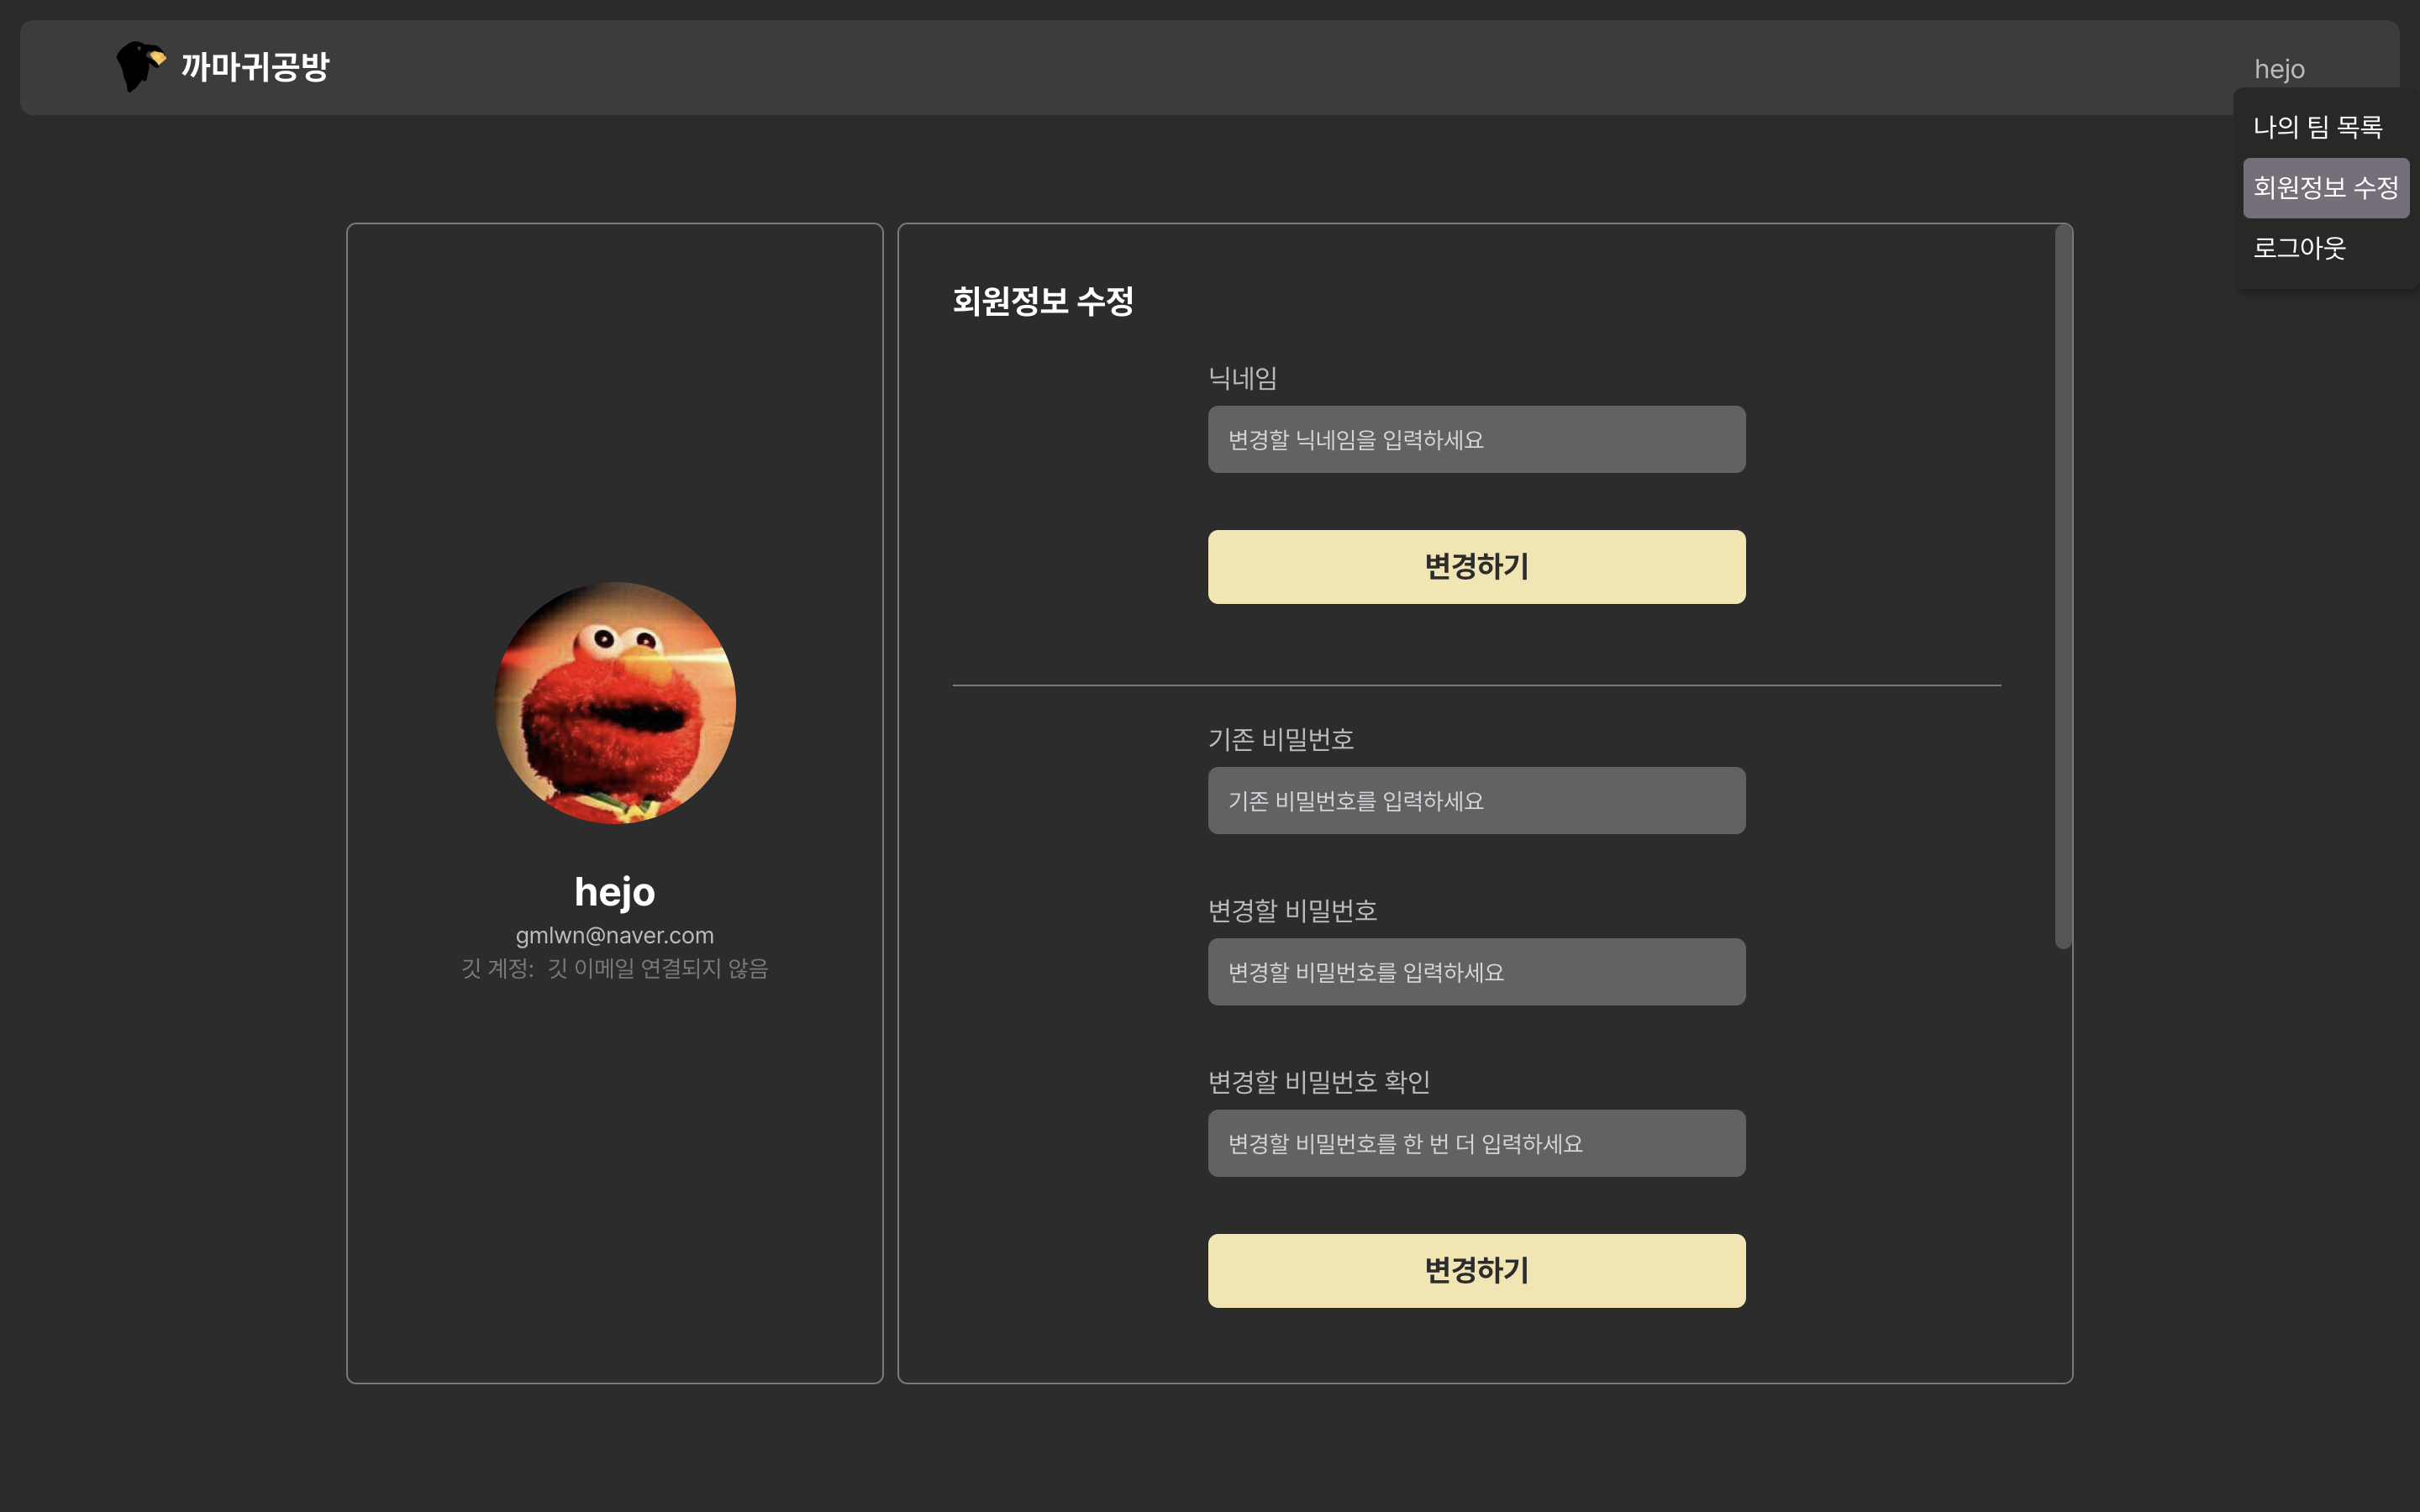 까마귀공방
hejo
나의 팀 목록
회원정보 수정
로그아웃
hejo
gmlwn@naver.com
깃 계정: 깃 이메일 연결되지 않음
회원정보 수정
닉네임
변경할 닉네임을 입력하세요
변경하기
기존 비밀번호
기존 비밀번호를 입력하세요
변경할 비밀번호
변경할 비밀번호를 입력하세요
변경할 비밀번호 확인
변경할 비밀번호를 한 번 더 입력하세요
변경하기